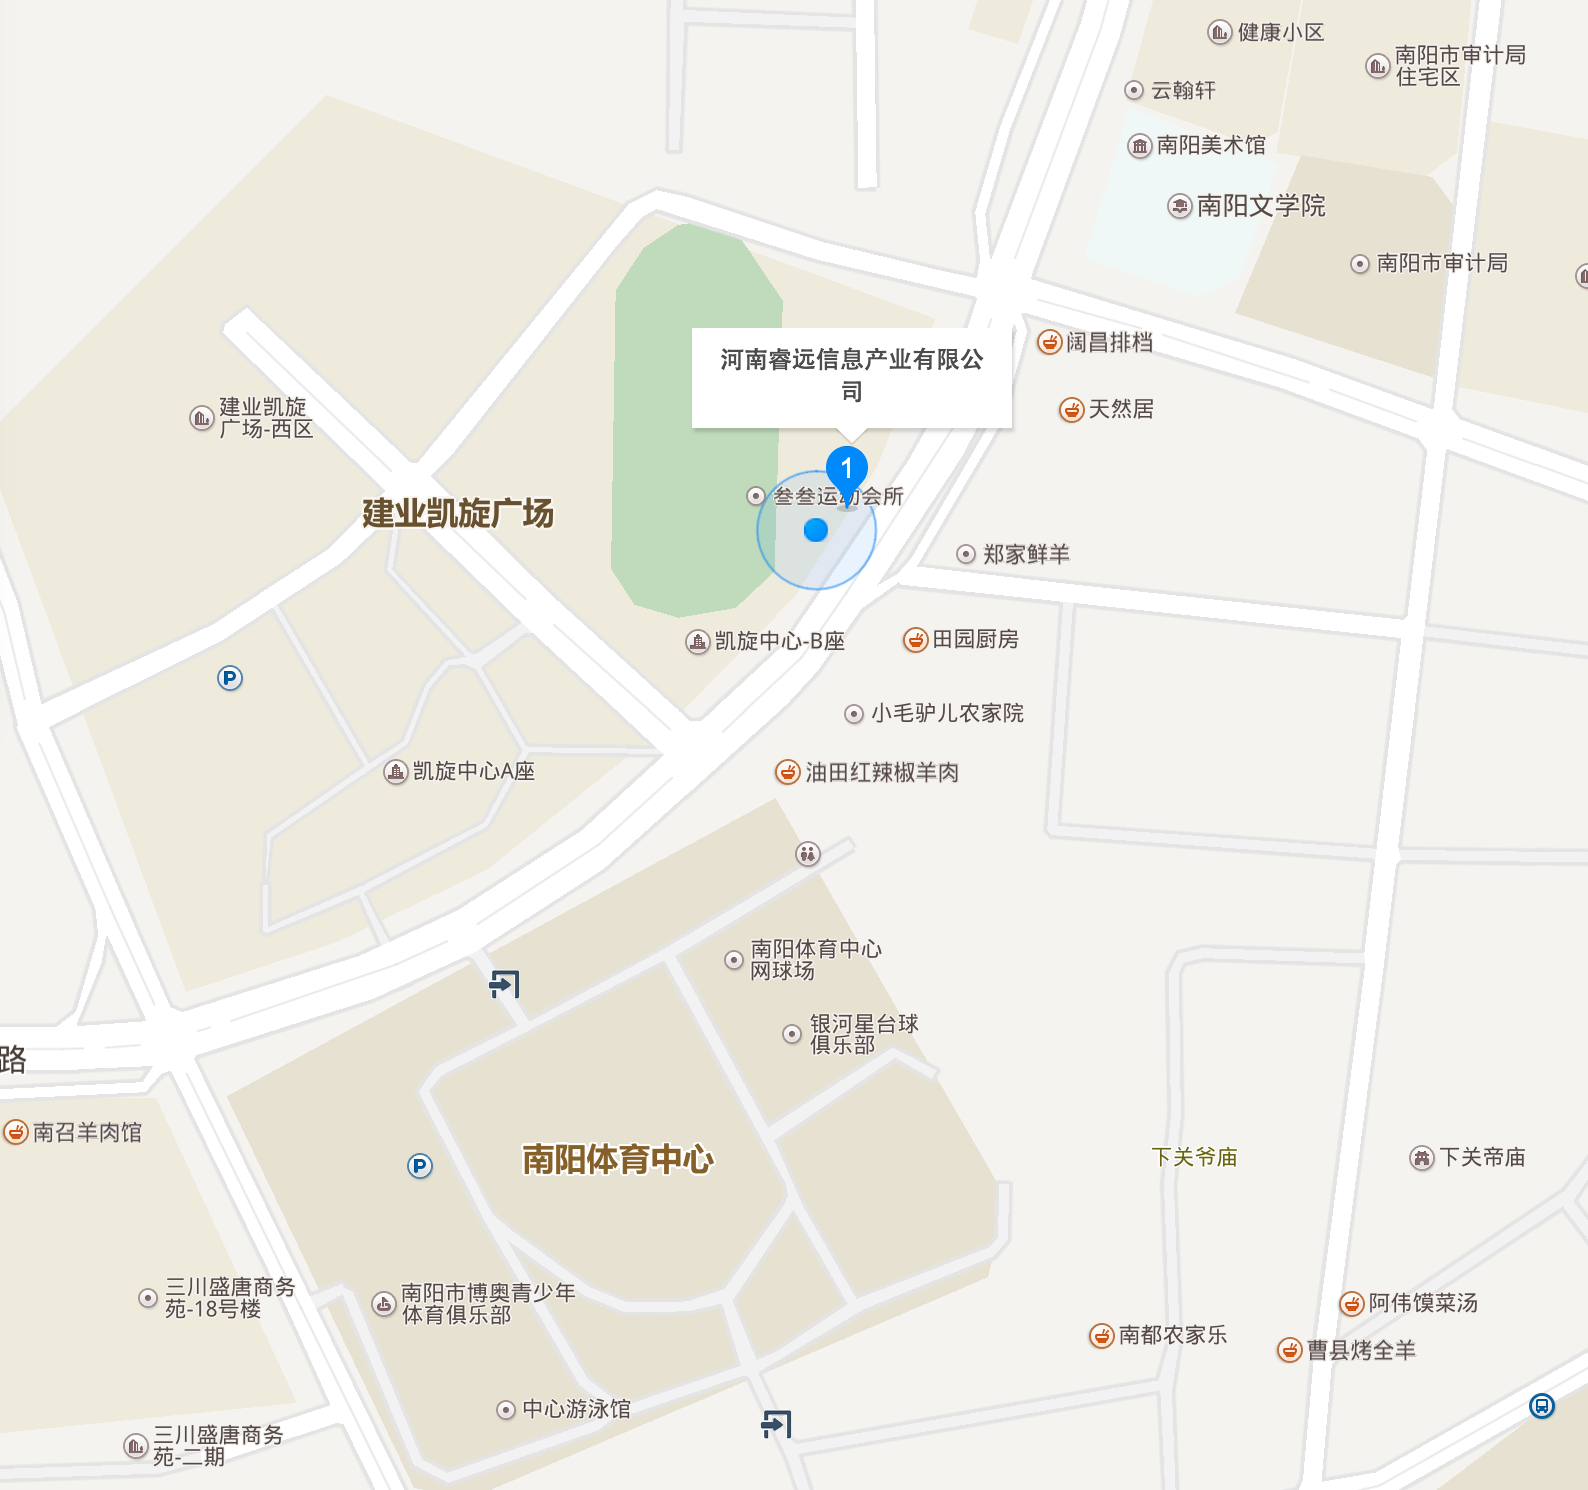 健康小区
南阳市审计局
住宅区
云翰轩
南阳美术馆
南阳文学院
南阳市审计局
阔昌排档
河南睿远信息产业有限公
司
天然居
建业凯旋
广场-西区
1
叁叁运动会所
建业凯旋广场
郑家鲜羊
凯旋中心-B座
田园厨房
P
小毛驴儿农家院
凯旋中心A座
油田红辣椒羊肉
南阳体育中心
网球场
银河星台球
俱乐部
路
南召羊肉馆
南阳体育中心
P
下关爷庙
下关帝庙
三川盛唐商务
苑-18号楼
南阳市博奥青少年
体育俱乐部
阿伟馍菜汤
南都农家乐
曹县烤全羊
中心游泳馆
三川盛唐商务
苑-二期